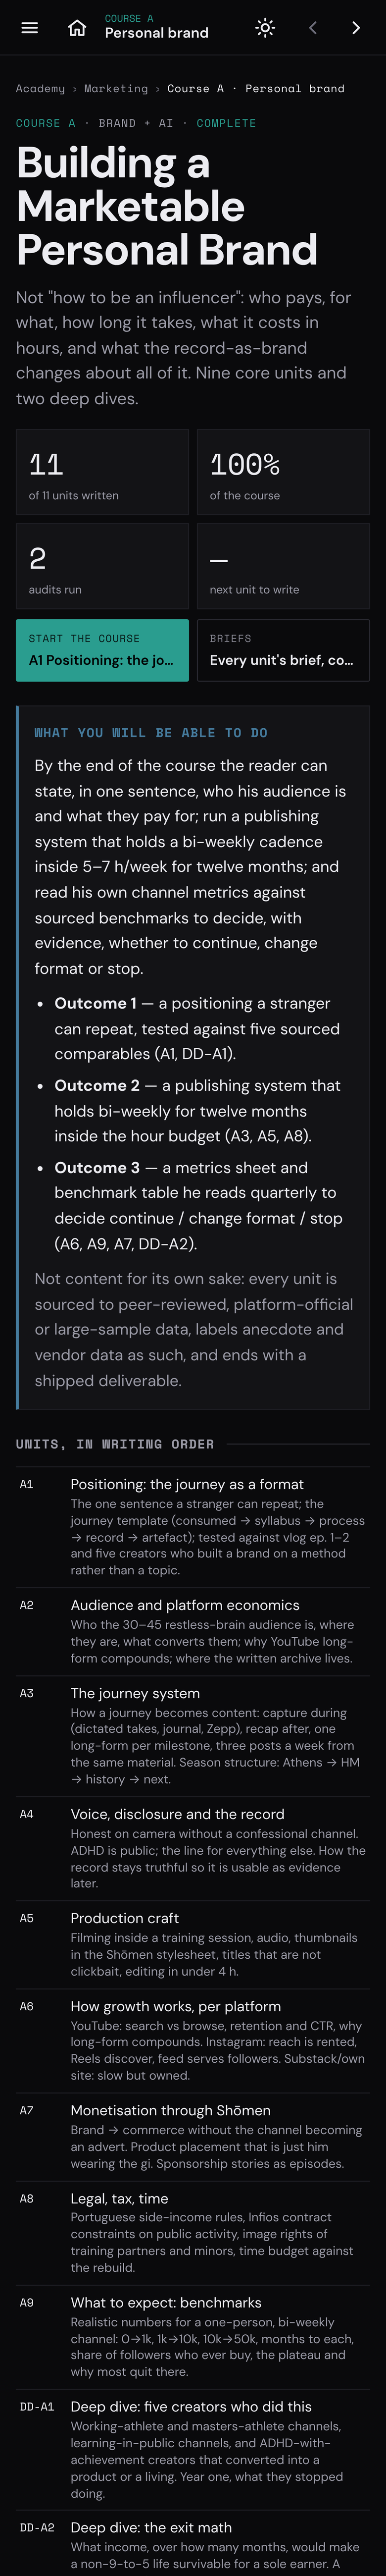 COURSE A
Personal brand
Academy › Marketing › Course A · Personal brand
COURSE A · BRAND + AI · COMPLETE
Building a
Marketable
Personal Brand
Not "how to be an influencer": who pays, for
what, how long it takes, what it costs in
hours, and what the record-as-brand
changes about all of it. Nine core units and
two deep dives.
11
of 11 units written
100%
of the course
2
audits run
—
next unit to write
START THE COURSE
A1 Positioning: the jo...
BRIEFS
Every unit's brief, co...
WHAT YOU WILL BE ABLE TO DO
By the end of the course the reader can
state, in one sentence, who his audience is
and what they pay for; run a publishing
system that holds a bi-weekly cadence
inside 5–7 h/week for twelve months; and
read his own channel metrics against
sourced benchmarks to decide, with
evidence, whether to continue, change
format or stop.
• Outcome 1 — a positioning a stranger
can repeat, tested against five sourced
comparables (A1, DD-A1).
• Outcome 2 — a publishing system that
holds bi-weekly for twelve months
inside the hour budget (A3, A5, A8).
• Outcome 3 — a metrics sheet and
benchmark table he reads quarterly to
decide continue / change format / stop
(A6, A9, A7, DD-A2).
Not content for its own sake: every unit is
sourced to peer-reviewed, platform-official
or large-sample data, labels anecdote and
vendor data as such, and ends with a
shipped deliverable.
UNITS, IN WRITING ORDER
A1 Positioning: the journey as a format
The one sentence a stranger can repeat; the
journey template (consumed → syllabus → process
→ record → artefact); tested against vlog ep. 1–2
and five creators who built a brand on a method
rather than a topic.
A2 Audience and platform economics
Who the 30–45 restless-brain audience is, where
they are, what converts them; why YouTube long-
form compounds; where the written archive lives.
A3 The journey system
How a journey becomes content: capture during
(dictated takes, journal, Zepp), recap after, one
long-form per milestone, three posts a week from
the same material. Season structure: Athens → HM
→ history → next.
A4 Voice, disclosure and the record
Honest on camera without a confessional channel.
ADHD is public; the line for everything else. How the
record stays truthful so it is usable as evidence
later.
A5 Production craft
Filming inside a training session, audio, thumbnails
in the Shōmen stylesheet, titles that are not
clickbait, editing in under 4 h.
A6 How growth works, per platform
YouTube: search vs browse, retention and CTR, why
long-form compounds. Instagram: reach is rented,
Reels discover, feed serves followers. Substack/own
site: slow but owned.
A7 Monetisation through Shōmen
Brand → commerce without the channel becoming
an advert. Product placement that is just him
wearing the gi. Sponsorship stories as episodes.
A8 Legal, tax, time
Portuguese side-income rules, Infios contract
constraints on public activity, image rights of
training partners and minors, time budget against
the rebuild.
A9 What to expect: benchmarks
Realistic numbers for a one-person, bi-weekly
channel: 0→1k, 1k→10k, 10k→50k, months to each,
share of followers who ever buy, the plateau and
why most quit there.
DD-A1 Deep dive: five creators who did this
Working-athlete and masters-athlete channels,
learning-in-public channels, and ADHD-with-
achievement creators that converted into a
product or a living. Year one, what they stopped
doing.
DD-A2 Deep dive: the exit math
What income, over how many months, would make
a non-9-to-5 life survivable for a sole earner. A